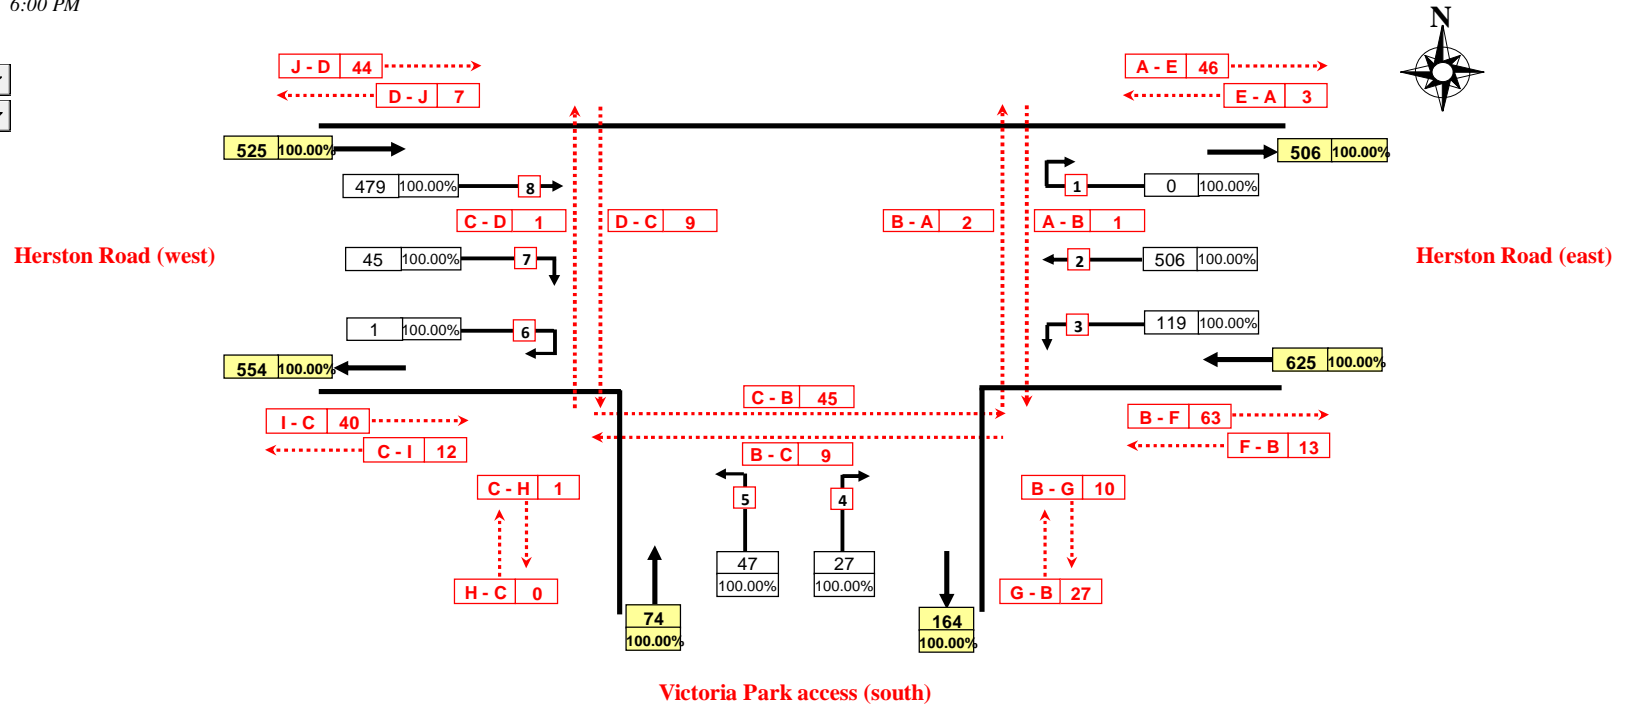 6:00 PM
N
J - D 44
D - J 7
A - E 46
E - A 3
525 100.00%
506 100.00%
479 100.00% 8
1 0 100.00%
C - D 1
D - C 9
B - A 2
A - B 1
Herston Road (west)
45 100.00% 7
2 506 100.00%
Herston Road (east)
1 100.00% 6
3 119 100.00%
554 100.00%
625 100.00%
C - B 45
I - C 40
C - I 12
B - F 63
F - B 13
B - C 9
C - H 1
5
4
B - G 10
47
100.00%
27
100.00%
H - C 0
G - B 27
74
100.00%
164
100.00%
Victoria Park access (south)